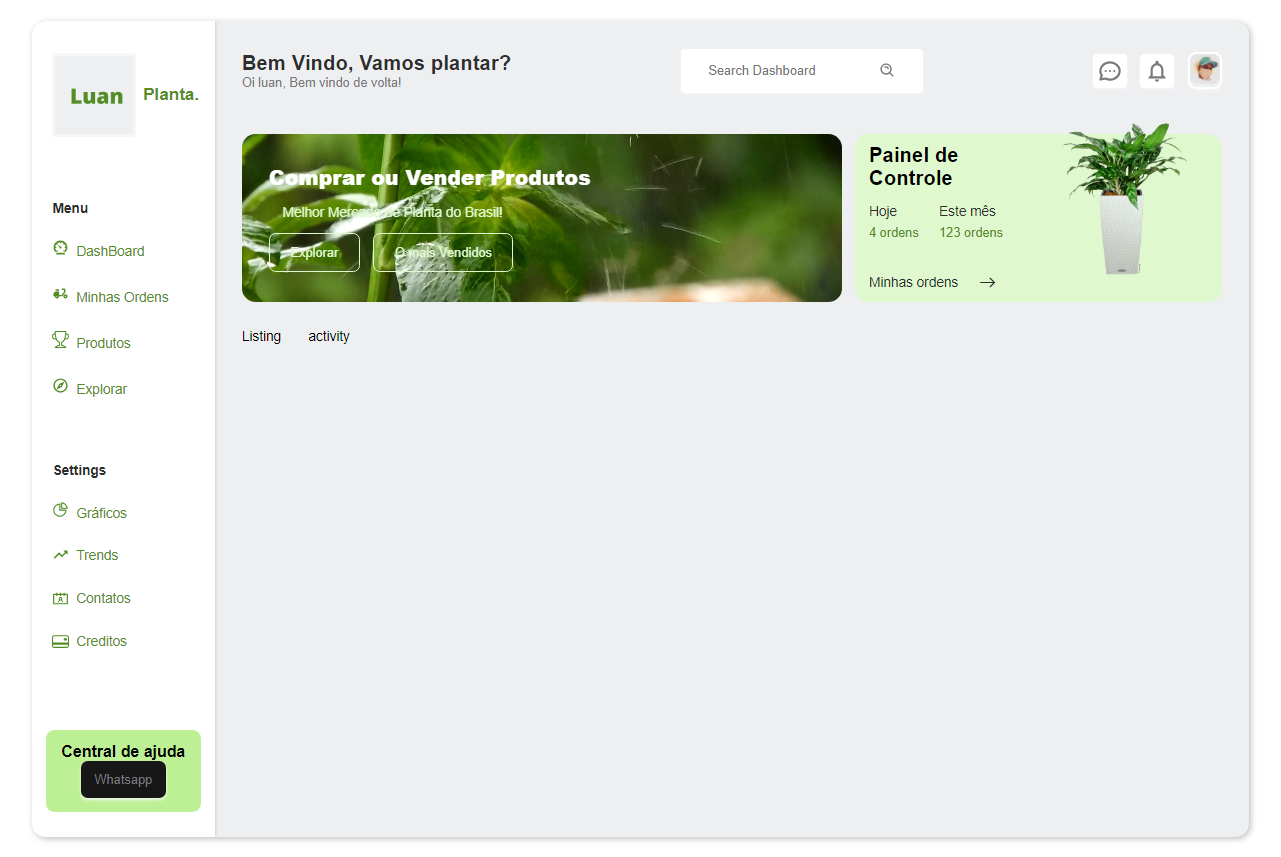 Luan
Planta.
Menu
DashBoard
Minhas Ordens
Produtos
Explorar
Settings
Gráficos
Trends
Contatos
Creditos
Central de ajuda
Whatsapp
Bem Vindo, Vamos plantar?
Oi luan, Bem vindo de volta!
Search Dashboard
Comprar ou Vender Produtos
Melhor Mercado de Planta do Brasil!
Explorar
O mais Vendidos
Painel de
Controle
Hoje
Este mês
4 ordens
123 ordens
Minhas ordens
Listing
activity